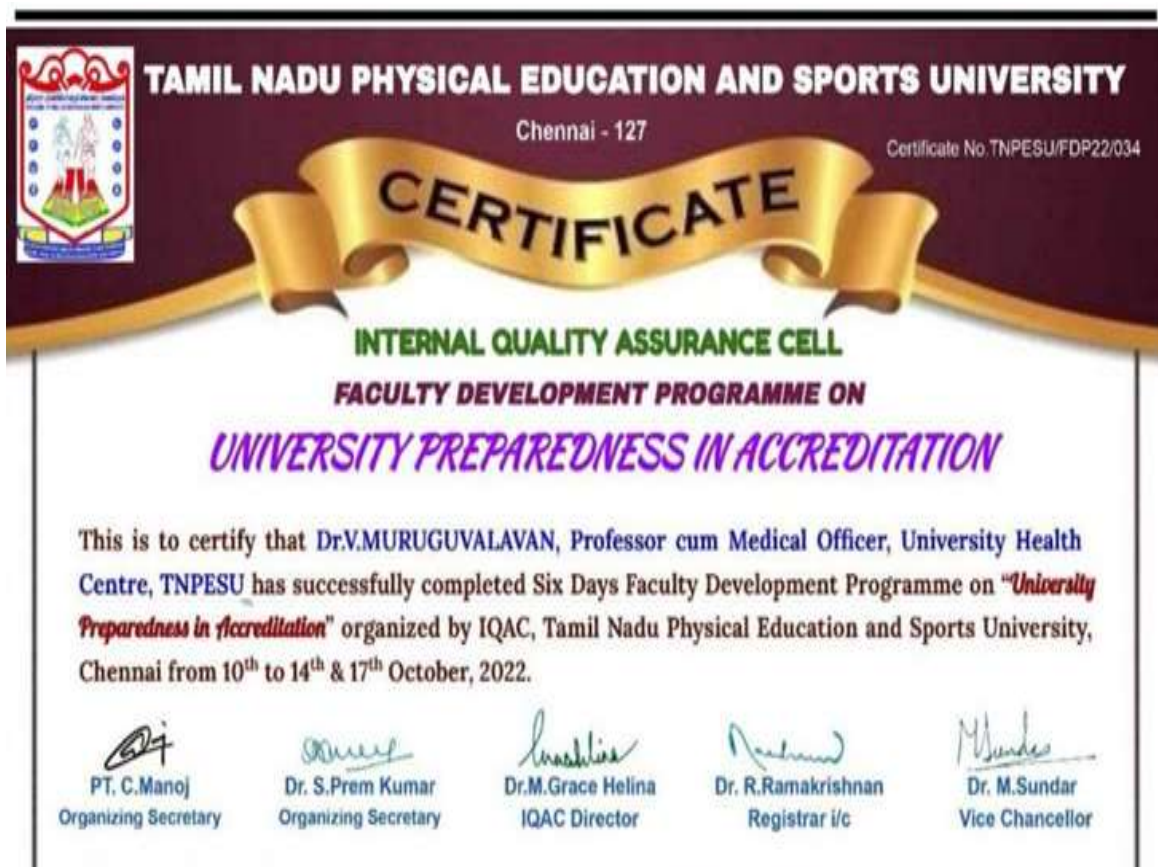 TAMIL NADU PHYSICAL EDUCATION AND SPORTS UNIVERSITY
Chennai - 127
Certificate No.TNPESU/FDP22/034
CERTIFICATE
INTERNAL QUALITY ASSURANCE CELL
FACULTY DEVELOPMENT PROGRAMME ON
UNIVERSITY PREPAREDNESS IN ACCREDITATION
This is to certify that Dr.V.MURUGUVALAVAN, Professor cum Medical Officer, University Health
Centre, TNPESU has successfully completed Six Days Faculty Development Programme on “University
Preparedness in Accreditation” organized by IQAC, Tamil Nadu Physical Education and Sports University,
Chennai from 10th to 14th & 17th October, 2022.
PT. C.Manoj
Organizing Secretary
Dr. S.Prem Kumar
Organizing Secretary
Dr.M.Grace Helina
IQAC Director
Dr. R.Ramakrishnan
Registrar i/c
M Sundar
Dr. M.Sundar
Vice Chancellor